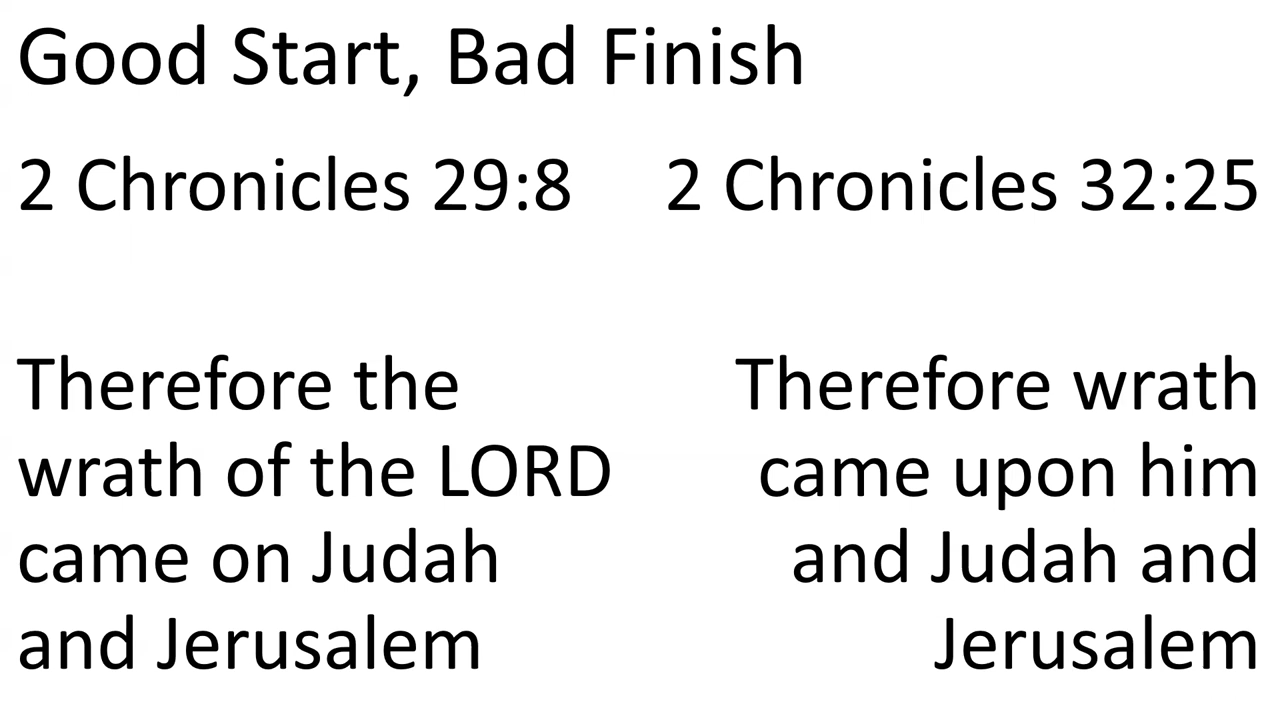 Good Start, Bad Finish
2 Chronicles 29:8
Therefore the
wrath of the LORD
came on Judah
and Jerusalem
2 Chronicles 32:25
Therefore wrath
came upon him
and Judah and
Jerusalem